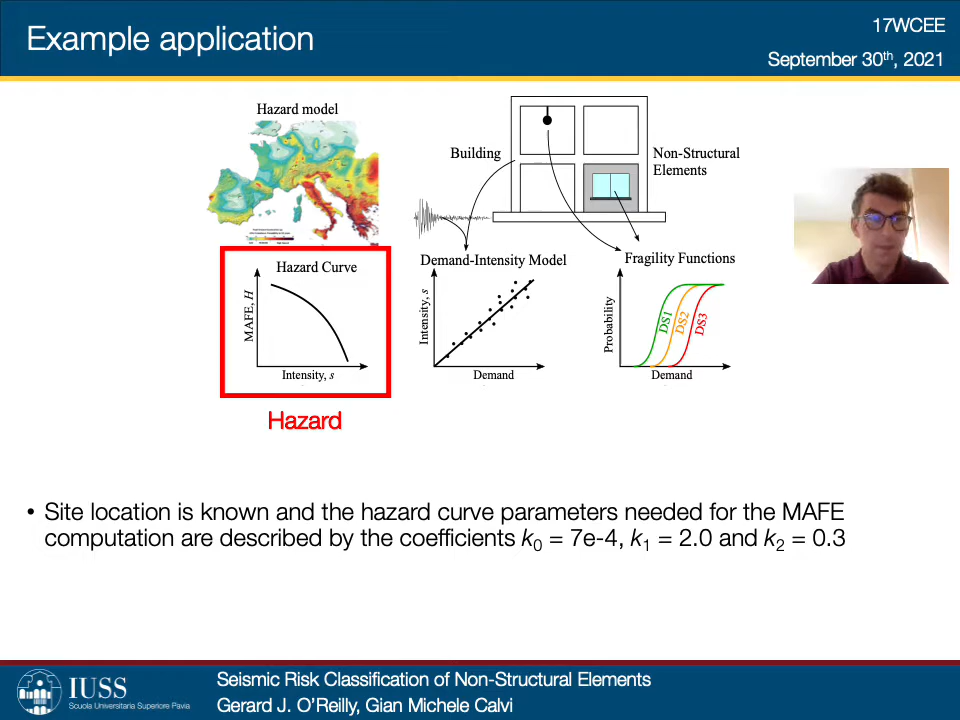 Example application
17WCEE
September 30th, 2021
Hazard model
Building
Non-Structural
Elements
Hazard Curve
MAFE, H
Intensity, s
Demand-Intensity Model
Intensity, s
Demand
Fragility Functions
Probability
DS1
DS2
DS3
Demand
Hazard
• Site location is known and the hazard curve parameters needed for the MAFE
computation are described by the coefficients k0 = 7e-4, k1 = 2.0 and k2 = 0.3
IUSS
Scuola Universitaria Superiore Pavia
Seismic Risk Classification of Non-Structural Elements
Gerard J. O'Reilly, Gian Michele Calvi